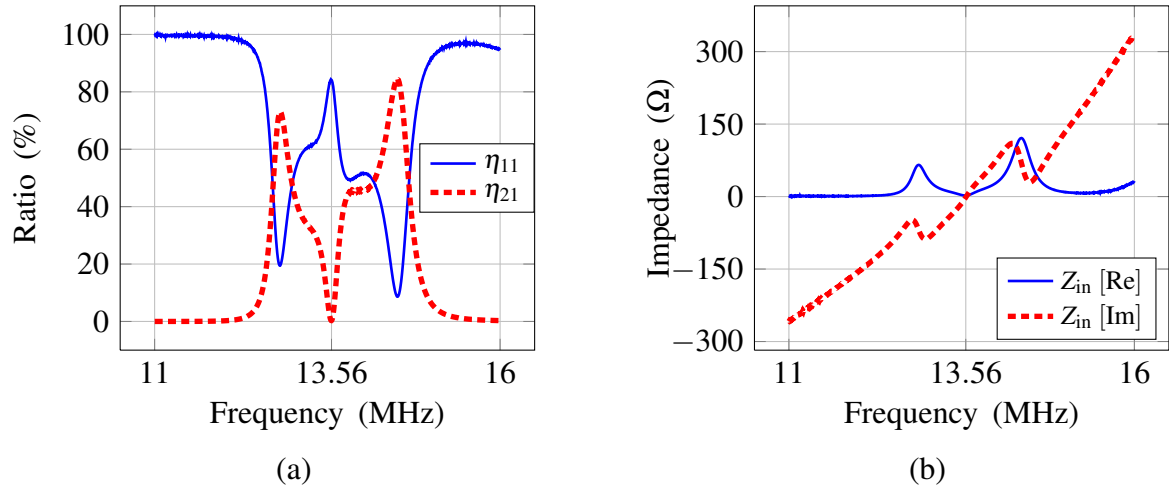 100
80
60
40
20
0
Ratio (%)
η11
η21
11
13.56
16
Frequency (MHz)
(a)
300
150
0
−150
−300
Impedance (Ω)
Zin [Re]
Zin [Im]
11
13.56
16
Frequency (MHz)
(b)